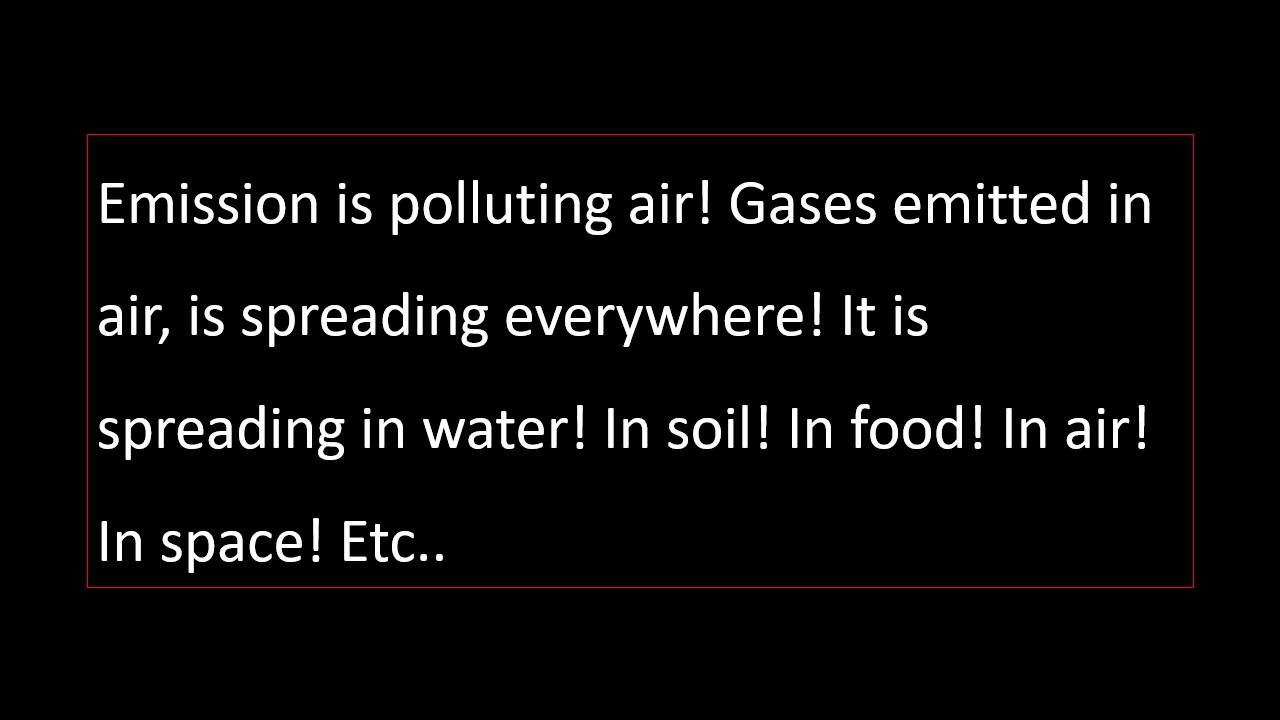 Emission is polluting air! Gases emitted in
air, is spreading everywhere! It is
spreading in water! In soil! In food! In air!
In space! Etc..